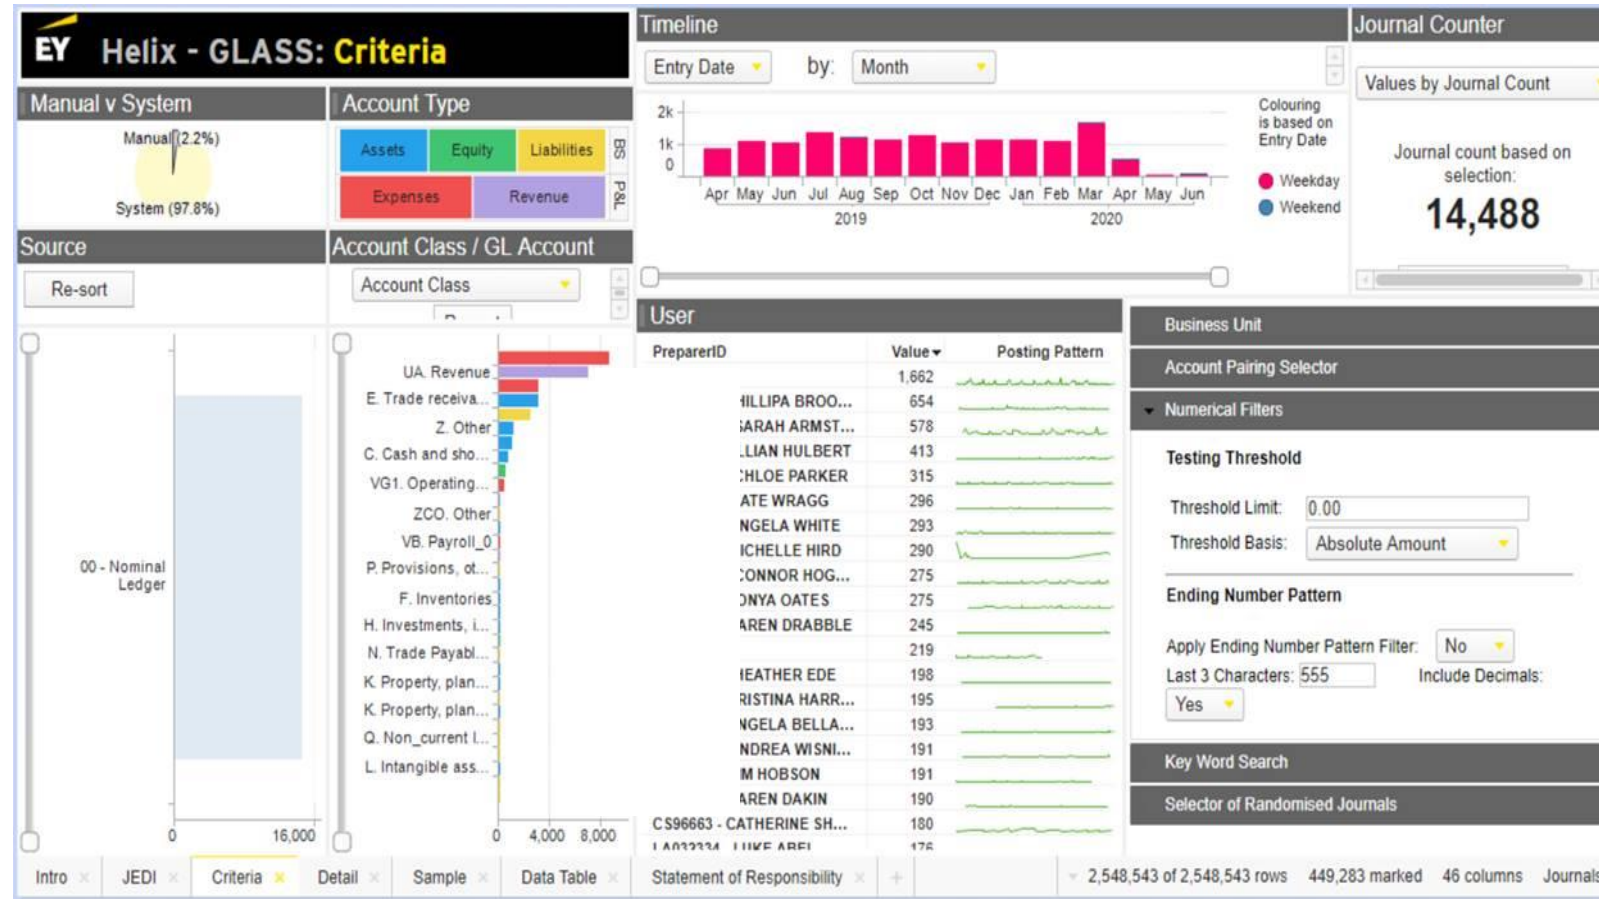 EY Helix - GLASS: Criteria
Manual v System
Manual (2.2%)
System (97.8%)
Account Type
Assets Equity Liabilities BS
Expenses Revenue P&L
Source
Re-sort
00 - Nominal
Ledger
0 16,000
Account Class / GL Account
Account Class
UA. Revenue
E. Trade receiva...
Z. Other
C. Cash and sho...
VG1. Operating...
ZCO. Other
VB. Payroll_0
P. Provisions, ot...
F. Inventories
H. Investments, i...
N. Trade Payabl...
K. Property, plan...
K. Property, plan...
Q. Non_current l...
L. Intangible ass...
0 4,000 8,000
Timeline
Entry Date by: Month
2k
1k
0
Apr May Jun Jul Aug Sep Oct Nov Dec Jan Feb Mar Apr May Jun
2019 2020
Colouring
is based on
Entry Date
Weekday
Weekend
Journal Counter
Values by Journal Count
Journal count based on
selection:
14,488
User
PreparerID Value Posting Pattern
1,662
HILLIPA BROO... 654
SARAH ARMST... 578
LLIAN HULBERT 413
CHLOE PARKER 315
ATE WRAGG 296
NGELA WHITE 293
ICHELLE HIRD 290
CONNOR HOG... 275
ONYA OATES 275
AREN DRABBLE 245
219
HEATHER EDE 198
RISTINA HARR... 195
NGELA BELLA... 193
NDREA WISNI... 191
M HOBSON 191
AREN DAKIN 190
CS96663 - CATHERINE SH... 180
Business Unit
Account Pairing Selector
Numerical Filters
Testing Threshold
Threshold Limit: 0.00
Threshold Basis: Absolute Amount
Ending Number Pattern
Apply Ending Number Pattern Filter: No
Last 3 Characters: 555 Include Decimals:
Yes
Key Word Search
Selector of Randomised Journals
Intro JEDI Criteria Detail Sample Data Table Statement of Responsibility
2,548,543 of 2,548,543 rows 449,283 marked 46 columns Journals